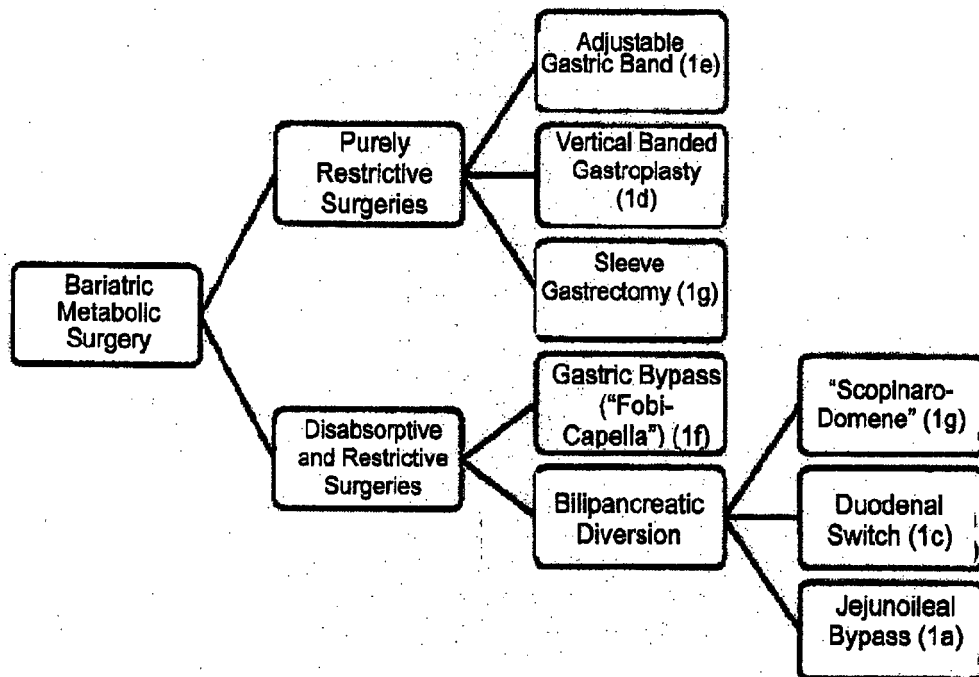 Adjustable
Gastric Band (1e)
Purely
Restrictive
Surgeries
Vertical Banded
Gastroplasty
(1d)
Sleeve
Gastrectomy (1g)
Bariatric
Metabolic
Surgery
Gastric Bypass
("Fobi-
Capella") (1f)
Disabsorptive
and Restrictive
Surgeries
Bilipancreatic
Diversion
"Scopinaro-
Domene" (1g)
Duodenal
Switch (1c)
Jejunoileal
Bypass (1a)